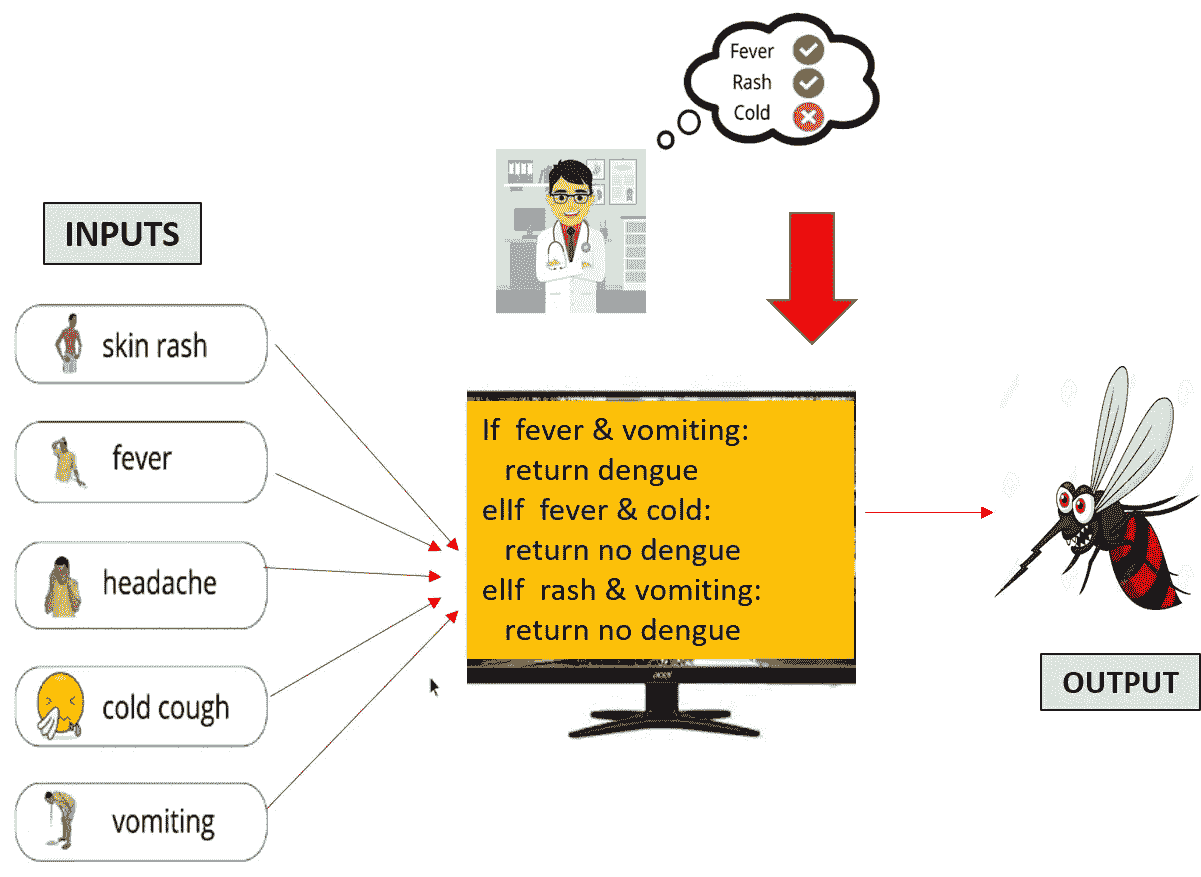 Fever
Rash
Cold
INPUTS
skin rash
fever
headache
cold cough
vomiting
If fever & vomiting:
return dengue
elIf fever & cold:
return no dengue
elIf rash & vomiting:
return no dengue
acer
OUTPUT